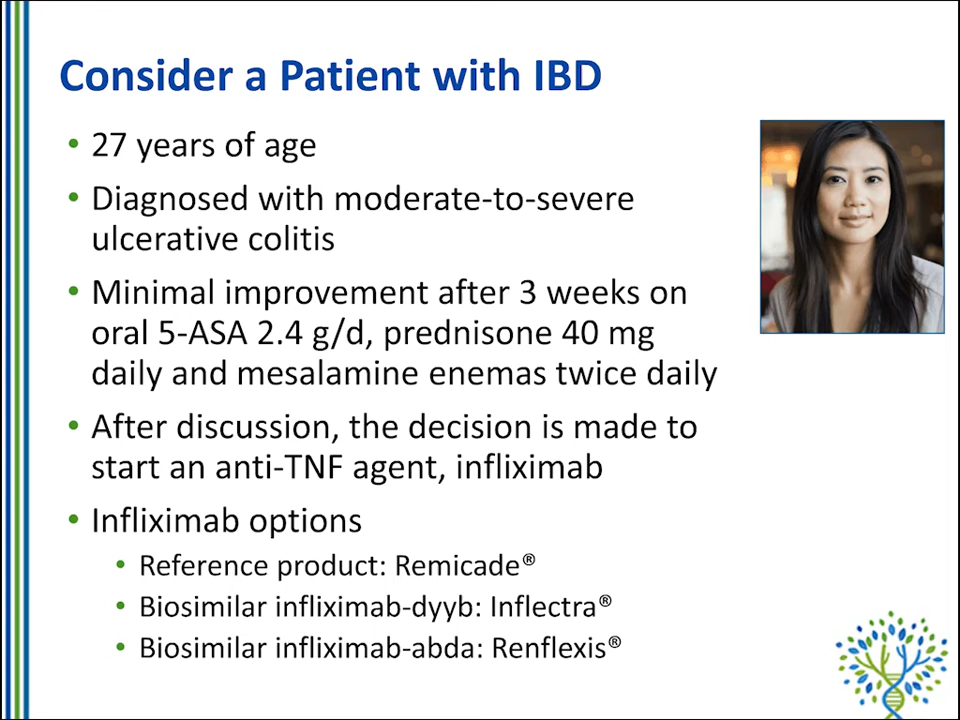 Consider a Patient with IBD
• 27 years of age
• Diagnosed with moderate-to-severe
ulcerative colitis
• Minimal improvement after 3 weeks on
oral 5-ASA 2.4 g/d, prednisone 40 mg
daily and mesalamine enemas twice daily
• After discussion, the decision is made to
start an anti-TNF agent, infliximab
• Infliximab options
• Reference product: Remicade®
• Biosimilar infliximab-dyyb: Inflectra®
• Biosimilar infliximab-abda: Renflexis®